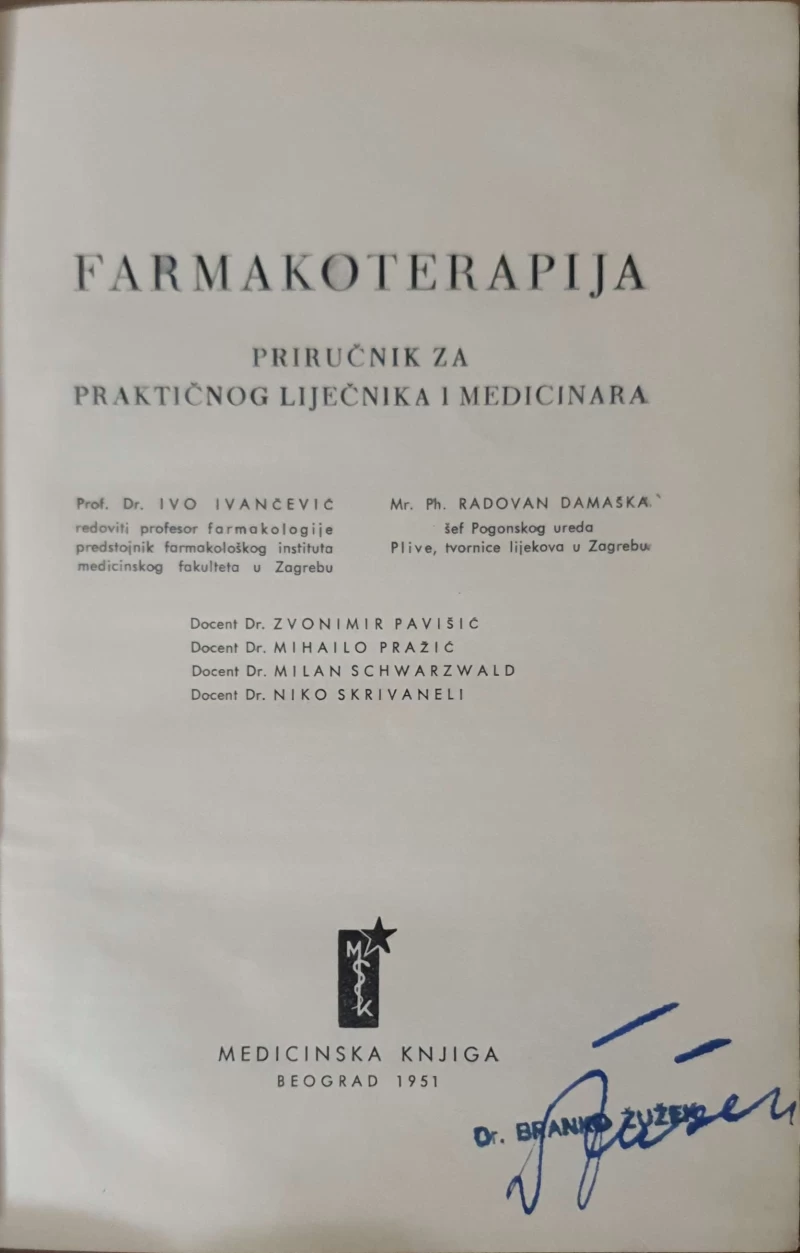 FARMAKOTERAPIJA
PRIRUČNIK ZA
PRAKTIČNOG LIJEČNIKA I MEDICINARA
Prof. Dr. IVO IVANČEVIĆ
redoviti profesor farmakologije
predstojnik farmakološkog instituta
medicinskog fakulteta u Zagrebu
Mr. Ph. RADOVAN DAMAŠKA
šef Pogonskog ureda
Plive, tvornice lijekova u Zagrebu
Docent Dr. ZVONIMIR PAVIŠIĆ
Docent Dr. MIHAILO PRAŽIĆ
Docent Dr. MILAN SCHWARZWALD
Docent Dr. NIKO SKRIVANELI
M
K
MEDICINSKA KNJIGA
BEOGRAD 1951
Dr. BRANKO ŽUŽEK